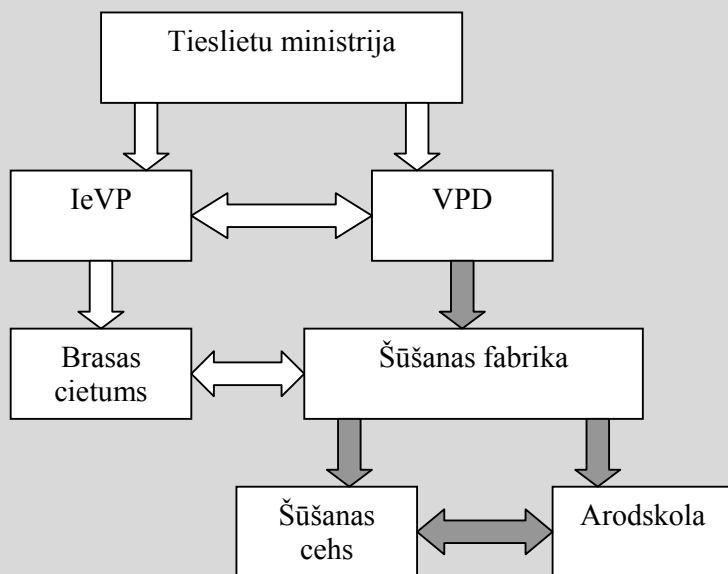 Tieslietu ministrija
IeVP
VPD
Brasas
cietums
Šūšanas fabrika
Šūšanas
cehs
Arodskola